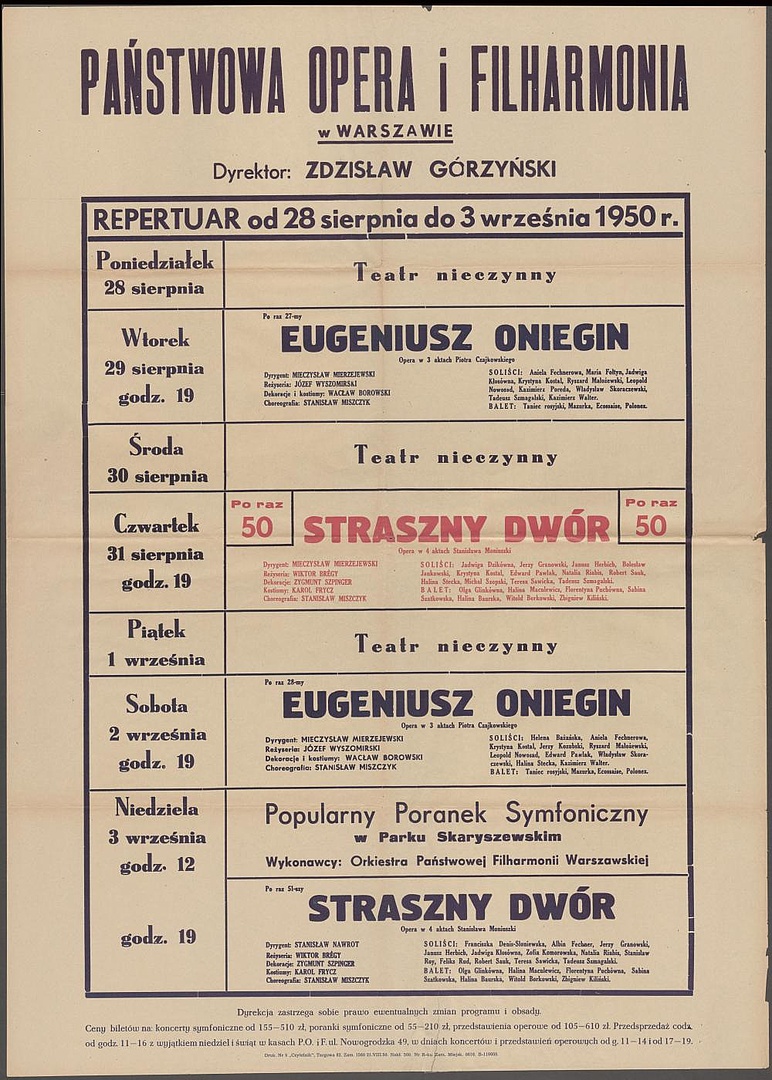 PAŃSTWOWA OPERA i FILHARMONIA
w WARSZAWIE
Dyrektor: ZDZISŁAW GÓRZYŃSKI
REPERTUAR od 28 sierpnia do 3 września 1950 r.
Poniedziałek
28 sierpnia
Teatr nieczynny
Wtorek
29 sierpnia
godz. 19
Po raz 27-my
EUGENIUSZ ONIEGIN
Opera w 3 aktach Piotra Czajkowskiego
Dyrygent: MIECZYSŁAW MIERZEJEWSKI
Reżyseria: JÓZEF WYSZOMIRSKI
Dekoracje i kostiumy: WACŁAW BOROWSKI
Choreografia: STANISŁAW MISZCZYK
SOLIŚCI: Aniela Fechnerowa, Maria Fołtyn, Jadwiga
Kłosówna, Krystyna Kostal, Ryszard Małożewski, Leopold
Nowosad, Kazimierz Pereda, Władysław Skoraczewski,
Tadeusz Szmagalski, Kazimierz Walter.
BALET: Taniec rosyjski, Mazurka, Ecossaise, Polonez.
Środa
30 sierpnia
Teatr nieczynny
Czwartek
31 sierpnia
godz. 19
Po raz
50
STRASZNY DWÓR
Po raz
50
Opera w 4 aktach Stanisława Moniuszki
Dyrygent: MIECZYSŁAW MIERZEJEWSKI
Reżyseria: WIKTOR BRÉGY
Dekoracje: ZYGMUNT SZPINGER
Kostiumy: KAROL FRYCZ
Choreografia: STANISŁAW MISZCZYK
SOLIŚCI: Jadwiga Dzikówna, Jerzy Granowski, Janusz Herbich, Bolesław
Jankowski, Krystyna Kostal, Edward Pawlak, Natalia Risbis, Robert Sauk,
Halina Stecka, Michał Szopski, Teresa Sawicka, Tadeusz Szmagalski.
BALET: Olga Glinkówna, Halina Maculewicz, Florentyna Puchówna, Sabina
Szatkowska, Halina Baurska, Witold Borkowski, Zbigniew Kiliński.
Piątek
1 września
Teatr nieczynny
Sobota
2 września
godz. 19
Po raz 28-my
EUGENIUSZ ONIEGIN
Opera w 3 aktach Piotra Czajkowskiego
Dyrygent: MIECZYSŁAW MIERZEJEWSKI
Reżyseria: JÓZEF WYSZOMIRSKI
Dekoracje i kostiumy: WACŁAW BOROWSKI
Choreografia: STANISŁAW MISZCZYK
SOLIŚCI: Helena Bażańska, Aniela Fechnerowa,
Krystyna Kostal, Jerzy Kozubski, Ryszard Małożewski,
Leopold Nowosad, Edward Pawlak, Władysław Skora-
czewski, Halina Stecka, Kazimierz Walter.
BALET: Taniec rosyjski, Mazurka, Ecossaise, Polonez.
Niedziela
3 września
godz. 12
Popularny Poranek Symfoniczny
w Parku Skaryszewskim
Wykonawcy: Orkiestra Państwowej Filharmonii Warszawskiej
godz. 19
Po raz 51-szy
STRASZNY DWÓR
Opera w 4 aktach Stanisława Moniuszki
Dyrygent: STANISŁAW NAWROT
Reżyseria: WIKTOR BRÉGY
Dekoracje: ZYGMUNT SZPINGER
Kostiumy: KAROL FRYCZ
Choreografia: STANISŁAW MISZCZYK
SOLIŚCI: Franciszka Denis-Słoniewska, Albin Fechner, Jerzy Granowski,
Janusz Herbich, Jadwiga Kłosówna, Zofia Komorowska, Natalia Risbis, Stanisław
Roy, Feliks Rud, Robert Sauk, Teresa Sawicka, Tadeusz Szmagalski.
BALET: Olga Glinkówna, Halina Maculewicz, Florentyna Puchówna, Sabina
Szatkowska, Halina Baurska, Witold Borkowski, Zbigniew Kiliński.
Dyrekcja zastrzega sobie prawo ewentualnych zmian programu i obsady.
Ceny biletów na: koncerty symfoniczne od 155-510 zł, poranki symfoniczne od 55-210 zł, przedstawienia operowe od 105-610 zł. Przedsprzedaż codz.
od godz. 11-16 z wyjątkiem niedziel i świąt w kasach P.O. i F. ul. Nowogrodzka 49, w dniach koncertów i przedstawień operowych od g. 11-14 i od 17-19.
Druk. Nr 4 „Czytelnik”, Targowa